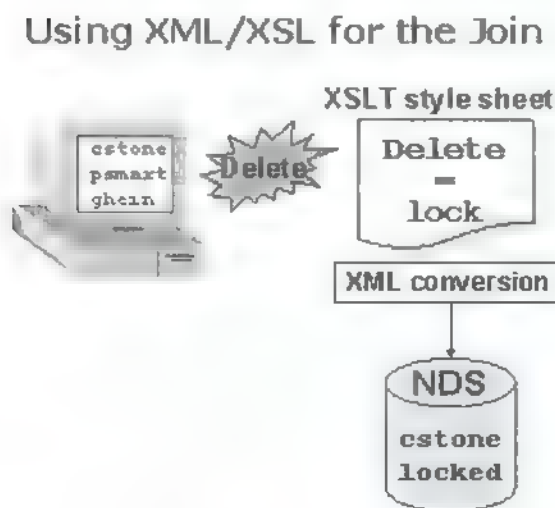 Using XML/XSL for the Join
XSLT style sheet
cstone
psmart
Delete
Delete
=
lock
XML conversion
NDS
cstone
locked